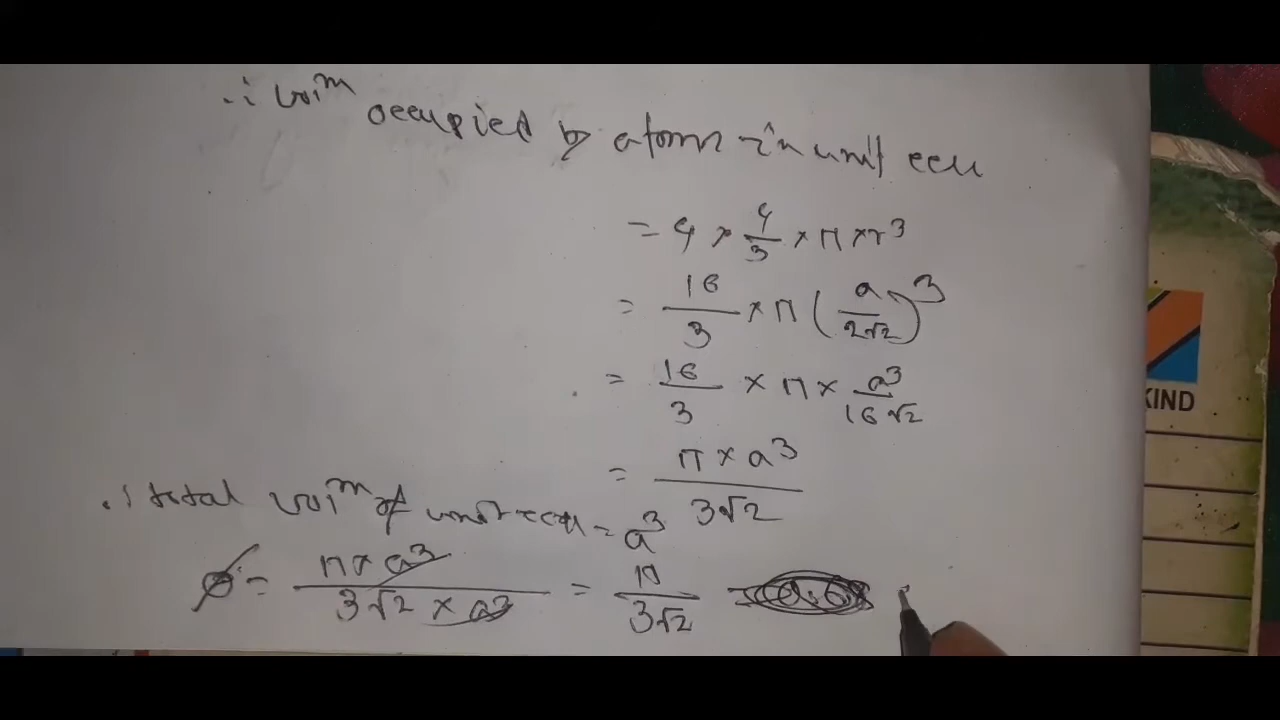 ∴ volᵐ occupied by atom in unit cell
= 4 × 4/3 × π × r³
= 16/3 × π (a/2√2)³
= 16/3 × π × a³/16√2
= π × a³/3√2
∴ total volᵐ of unit cell = a³
= π × a³/3√2 × a³ = π/3√2
KIND